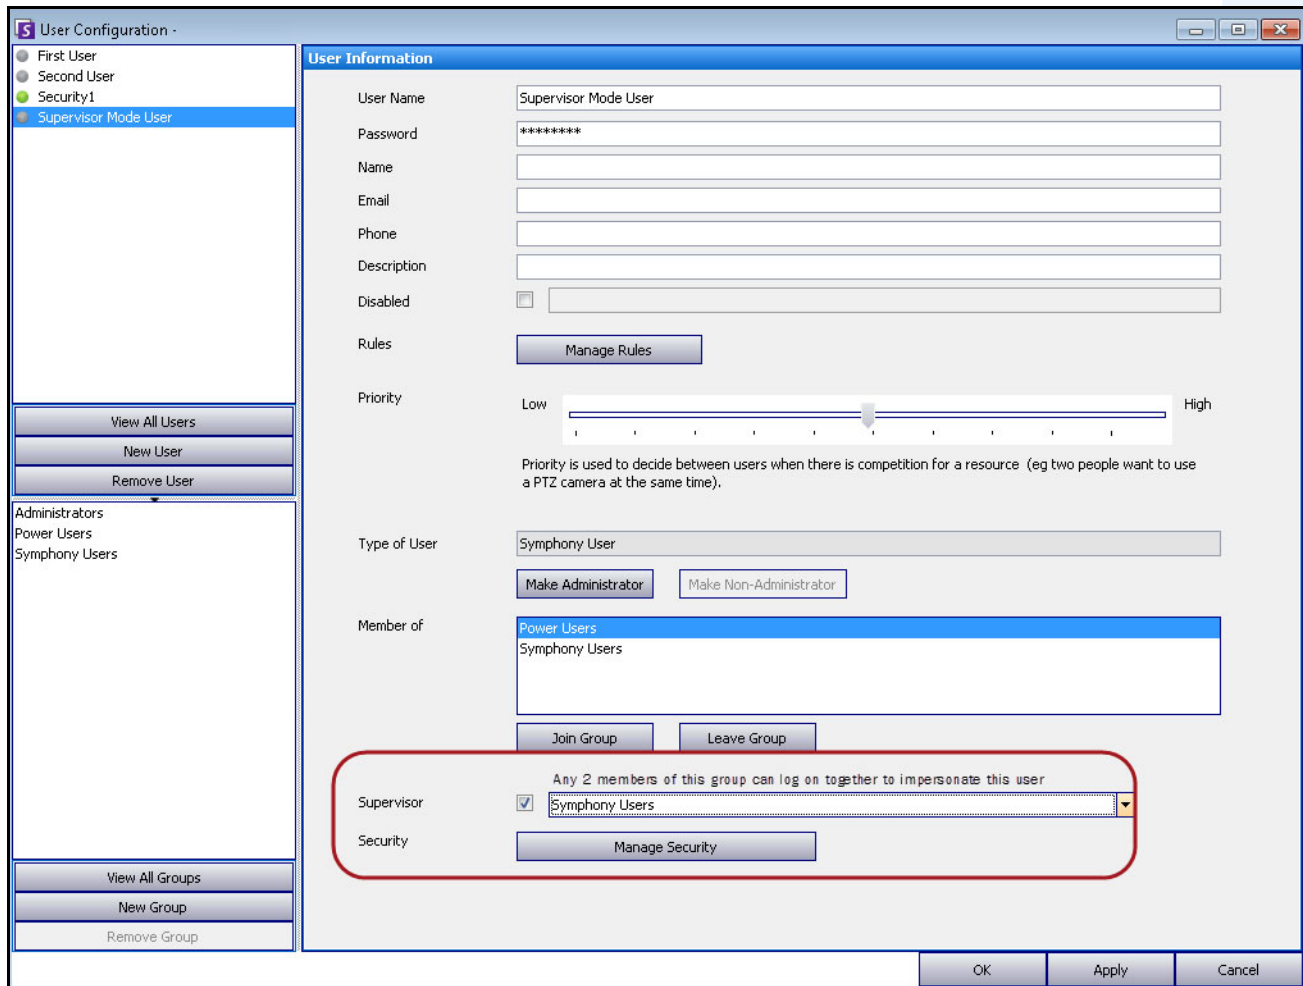 User Configuration -
First User
Second User
Security1
Supervisor Mode User
View All Users
New User
Remove User
Administrators
Power Users
Symphony Users
View All Groups
New Group
Remove Group
User Information
User Name
Supervisor Mode User
Password
********
Name
Email
Phone
Description
Disabled
Rules
Manage Rules
Priority
Low
High
Priority is used to decide between users when there is competition for a resource (eg two people want to use
a PTZ camera at the same time).
Type of User
Symphony User
Make Administrator
Make Non-Administrator
Member of
Power Users
Symphony Users
Join Group
Leave Group
Any 2 members of this group can log on together to impersonate this user
Supervisor
Symphony Users
Security
Manage Security
OK
Apply
Cancel